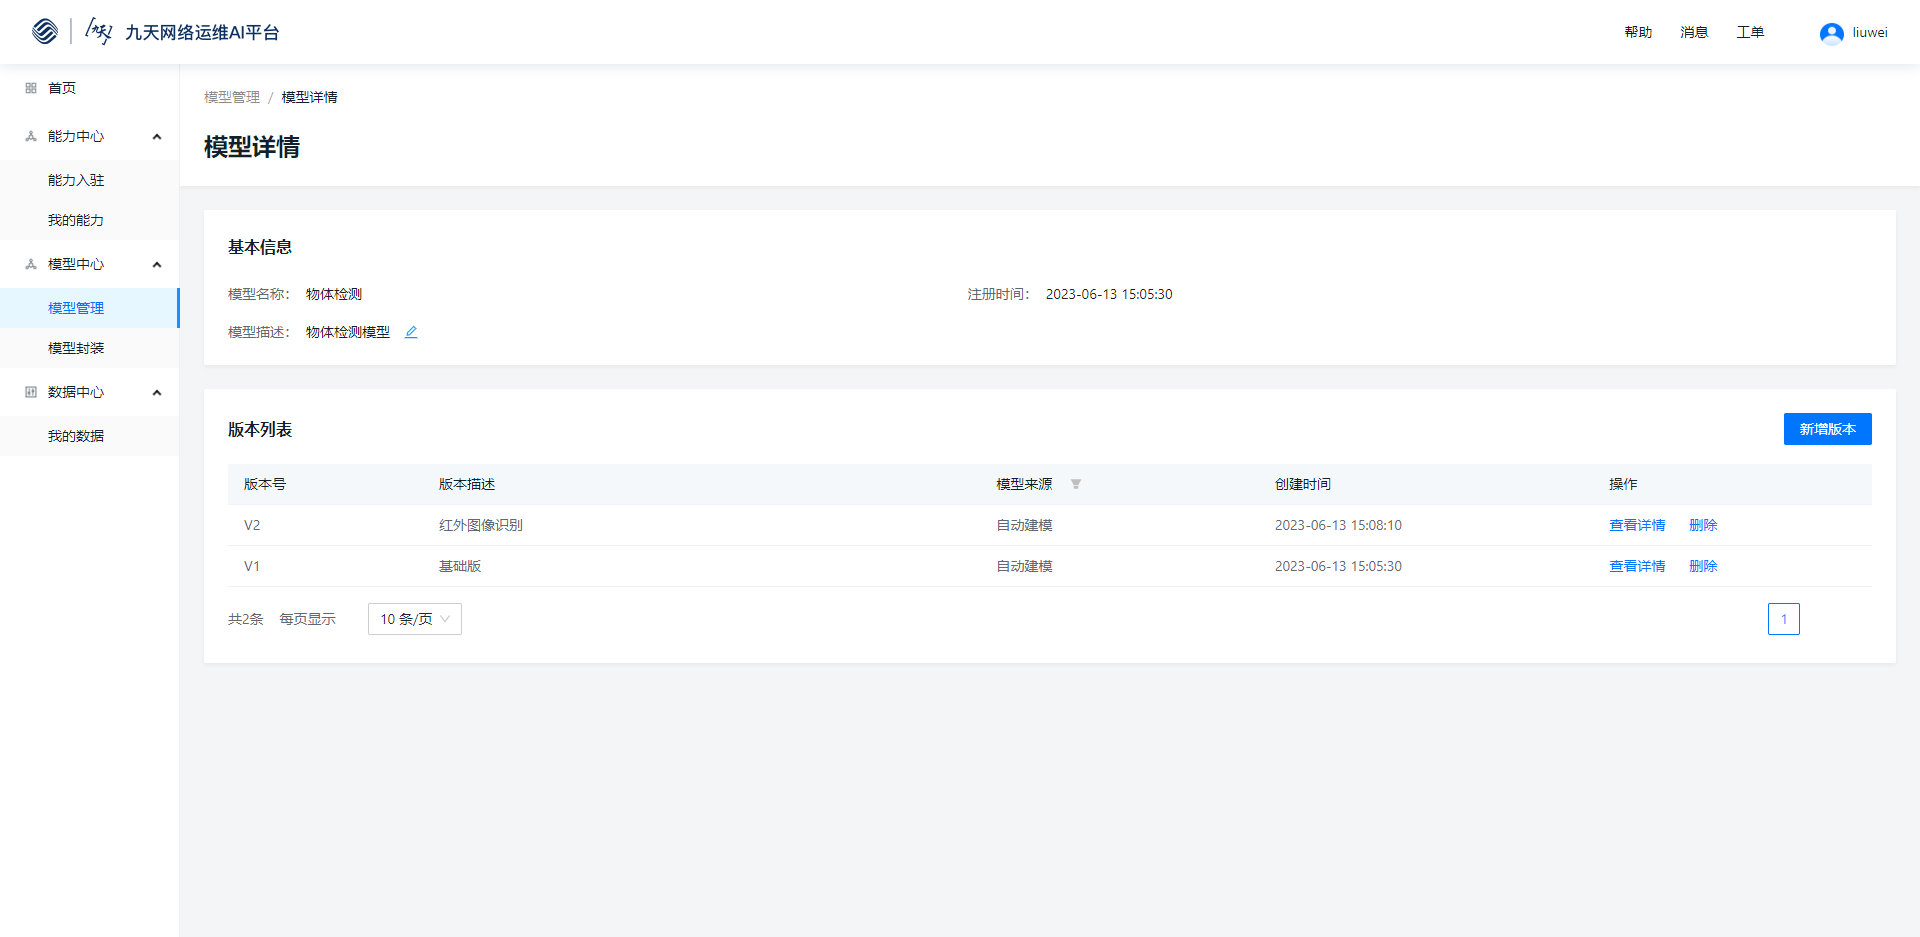 九天网络运维AI平台
帮助 消息 工单 liuwei
首页
能力中心
能力入驻
我的能力
模型中心
模型管理
模型封装
数据中心
我的数据
模型管理 / 模型详情
模型详情
基本信息
模型名称： 物体检测 注册时间： 2023-06-13 15:05:30
模型描述： 物体检测模型
版本列表 新增版本
版本号 版本描述 模型来源 创建时间 操作
V2 红外图像识别 自动建模 2023-06-13 15:08:10 查看详情 删除
V1 基础版 自动建模 2023-06-13 15:05:30 查看详情 删除
共2条 每页显示 10 条/页 1